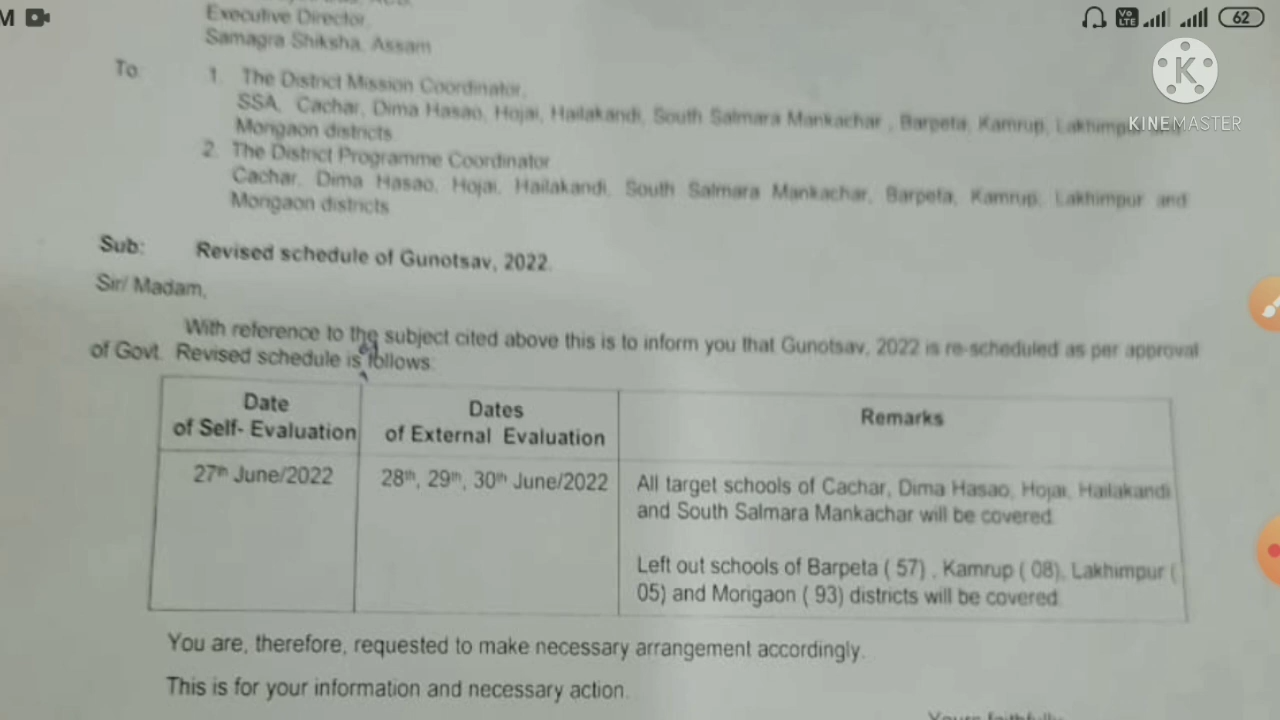 M
Vo LTE
62
Executive Director,
Samagra Shiksha, Assam
KINEMASTER
To
1. The District Mission Coordinator,
SSA, Cachar, Dima Hasao, Hojai, Hailakandi, South Salmara Mankachar , Barpeta, Kamrup,
Morigaon districts
2. The District Programme Coordinator
Cachar, Dima Hasao, Hojai, Hailakandi, South Salmara Mankachar, Barpeta, Kamrup, Lakhimpur and
Morigaon districts
Sub: Revised schedule of Gunotsav, 2022.
Sir/ Madam,
With reference to the subject cited above this is to inform you that Gunotsav, 2022 is re-scheduled as per approval
of Govt. Revised schedule is follows:
Date
of Self- Evaluation
Dates
of External Evaluation
Remarks
27th June/2022
28th, 29th, 30th June/2022
All target schools of Cachar, Dima Hasao, Hojai, Hailakandi
and South Salmara Mankachar will be covered.
Left out schools of Barpeta ( 57) , Kamrup ( 08), Lakhimpur (
05) and Morigaon ( 93) districts will be covered.
You are, therefore, requested to make necessary arrangement accordingly.
This is for your information and necessary action.